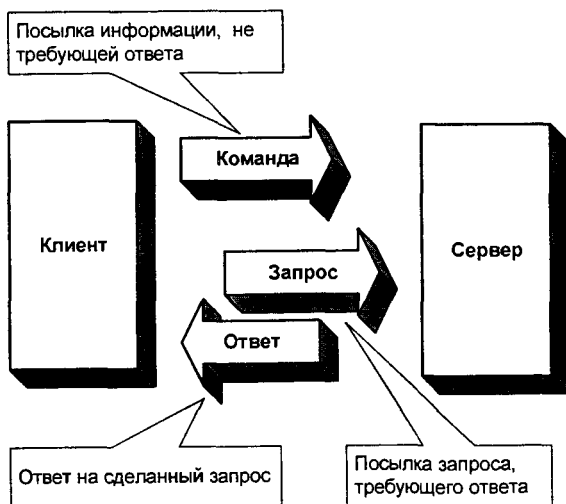 Посылка информации, не
требующей ответа
Команда
Клиент
Сервер
Запрос
Ответ
Ответ на сделанный запрос
Посылка запроса,
требующего ответа